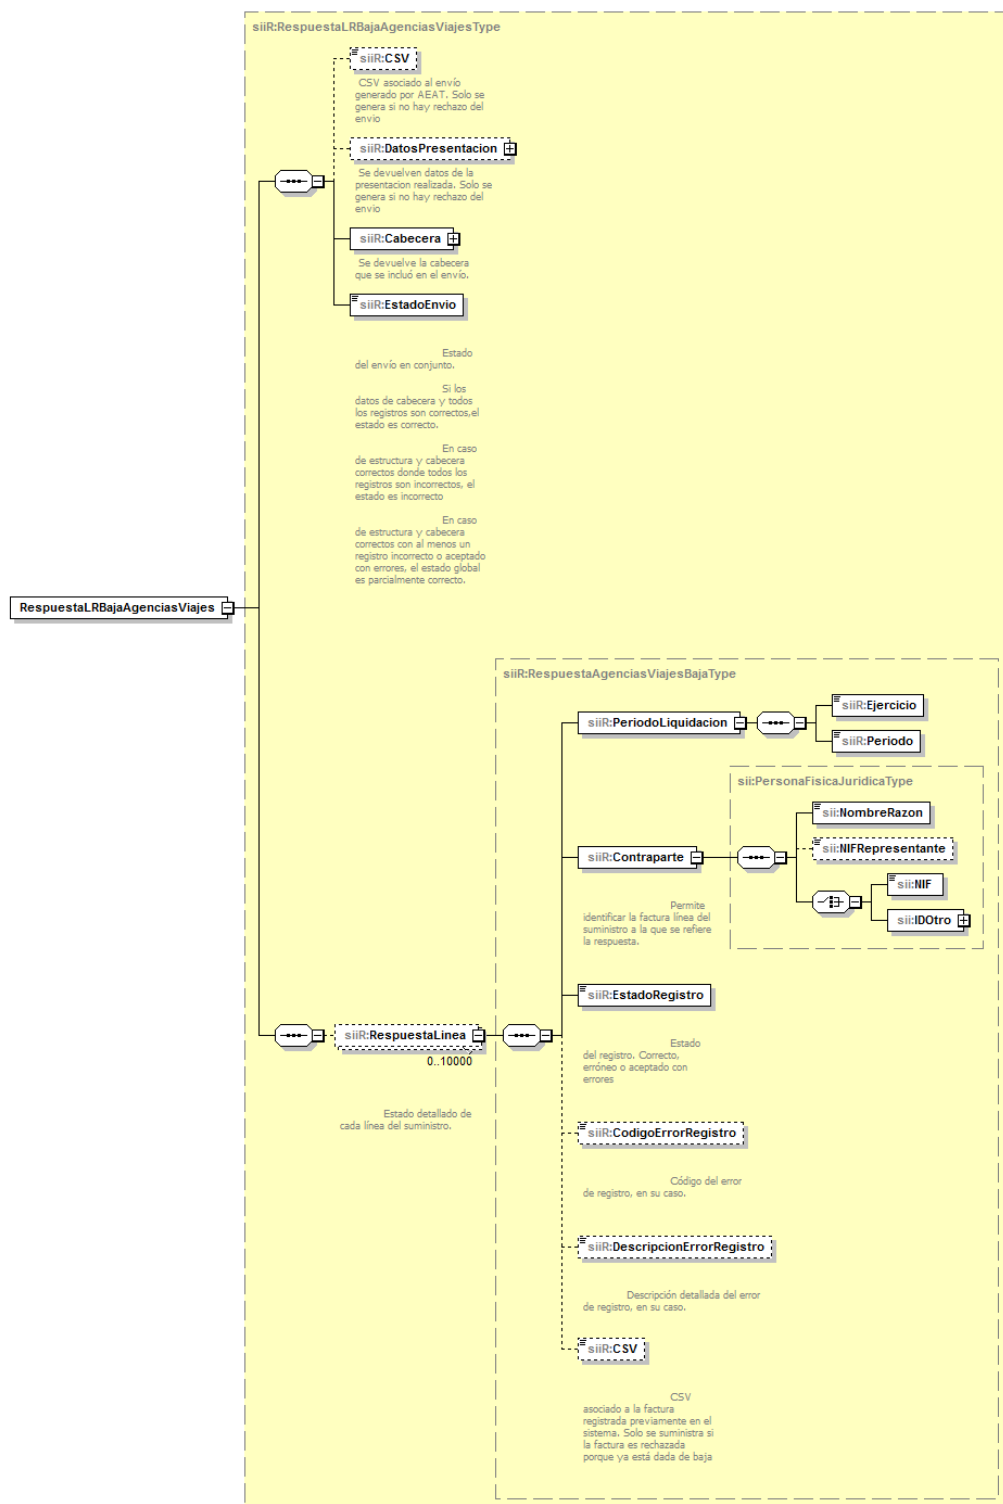 siiR:RespuestaLRBajaAgenciasViajesType
siiR:CSV
CSV asociado al envío
generado por AEAT. Solo se
genera si no hay rechazo del
envio
siiR:DatosPresentacion
Se devuelven datos de la
presentacion realizada. Solo se
genera si no hay rechazo del
envio
siiR:Cabecera
Se devuelve la cabecera
que se incluó en el envío.
siiR:EstadoEnvio
Estado
del envío en conjunto.
Si los
datos de cabecera y todos
los registros son correctos,el
estado es correcto.
En caso
de estructura y cabecera
correctos donde todos los
registros son incorrectos, el
estado es incorrecto
En caso
de estructura y cabecera
correctos con al menos un
registro incorrecto o aceptado
con errores, el estado global
es parcialmente correcto.
RespuestaLRBajaAgenciasViajes
siiR:RespuestaAgenciasViajesBajaType
siiR:PeriodoLiquidacion
siiR:Ejercicio
siiR:Periodo
sii:PersonaFisicaJuridicaType
sii:NombreRazon
sii:NIFRepresentante
siiR:Contraparte
sii:NIF
sii:IDOtro
Permite
identificar la factura línea del
suministro a la que se refiere
la respuesta.
siiR:EstadoRegistro
Estado
del registro. Correcto,
erróneo o aceptado con
errores
siiR:RespuestaLinea
0..10000
Estado detallado de
cada línea del suministro.
siiR:CodigoErrorRegistro
Código del error
de registro, en su caso.
siiR:DescripcionErrorRegistro
Descripción detallada del error
de registro, en su caso.
siiR:CSV
CSV
asociado a la factura
registrada previamente en el
sistema. Solo se suministra si
la factura es rechazada
porque ya está dada de baja